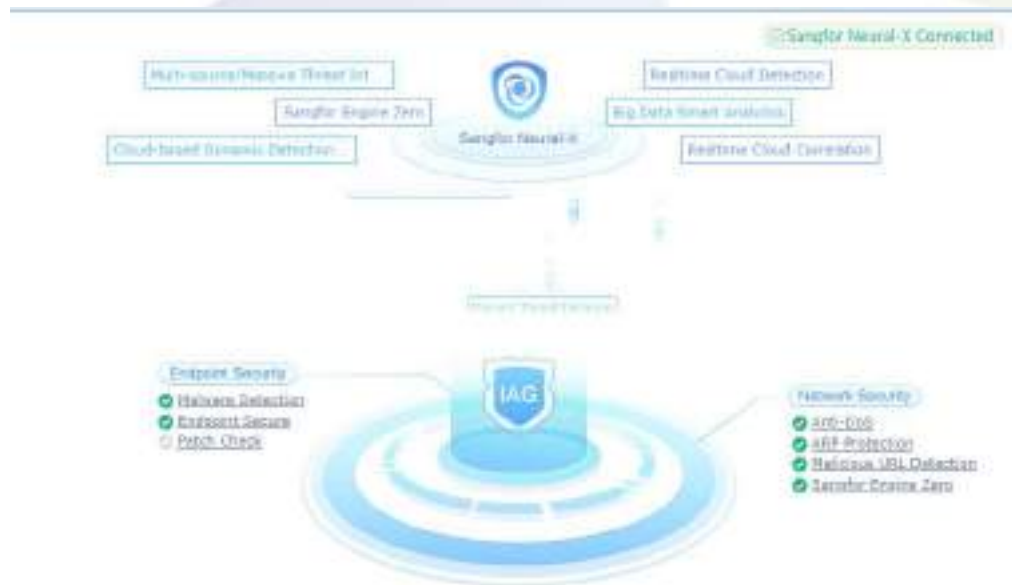 Sangfor Neural-X Connected
Multi-source/Massive Threat Int
Realtime Cloud Detection
Sangfor Engine Zero
Big Data Smart Analytics
Sangfor Neural-X
Cloud-based Dynamic Detection
Realtime Cloud Correlation
IAG
Endpoint Security
Malware Detection
Endpoint Secure
Patch Check
Network Security
Anti-DoS
ARP Protection
Malicious URL Detection
Sangfor Engine Zero